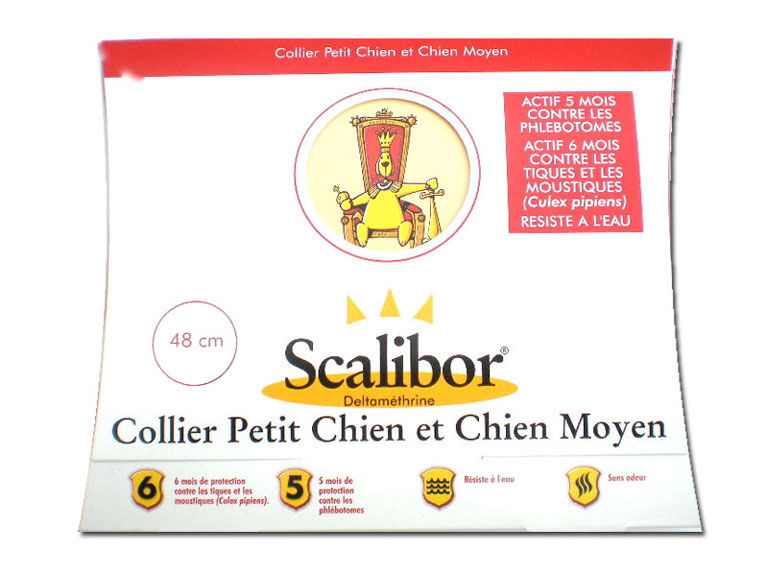 Collier Petit Chien et Chien Moyen
ACTIF 5 MOIS
CONTRE LES
PHLEBOTOMES
ACTIF 6 MOIS
CONTRE LES
TIQUES ET LES
MOUSTIQUES
(Culex pipiens)
RESISTE A L'EAU
48 cm
Scalibor®
Deltaméthrine
Collier Petit Chien et Chien Moyen
6
6 mois de protection
contre les tiques et les
moustiques (Culex pipiens).
5
5 mois de
protection
contre les
phlébotomes
Résiste à l'eau
Sans odeur